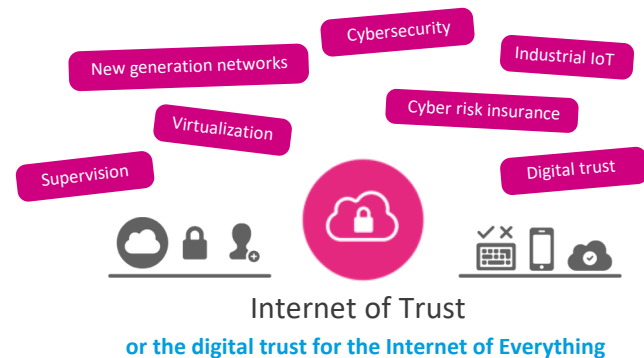 Cybersecurity
New generation networks
Industrial IoT
Cyber risk insurance
Virtualization
Supervision
Digital trust
Internet of Trust
or the digital trust for the Internet of Everything